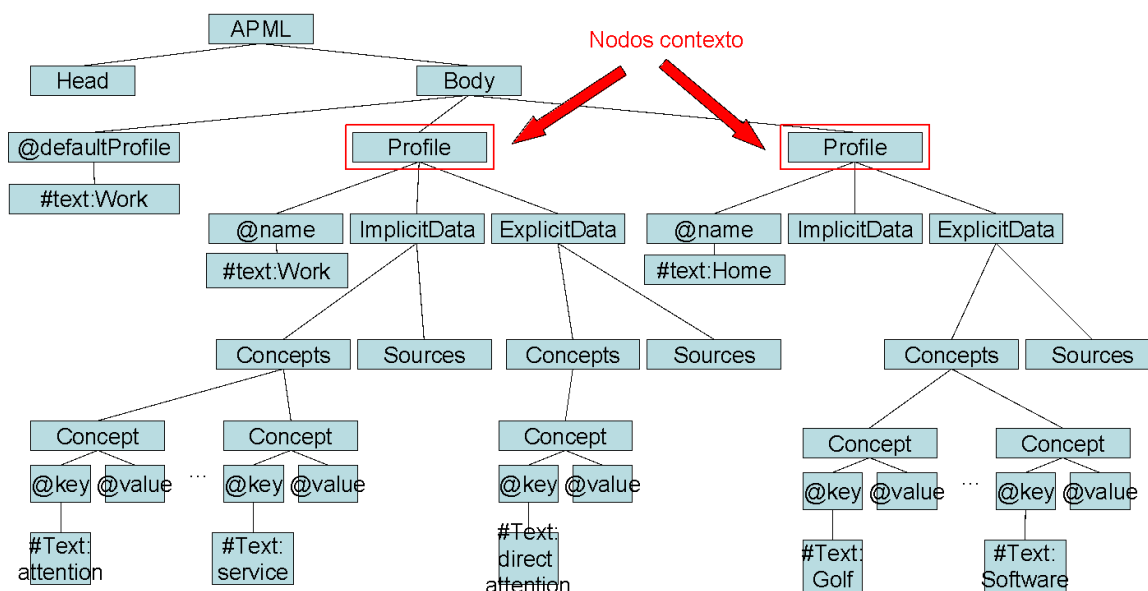 APML
Nodos contexto
Head
Body
@defaultProfile
Profile
Profile
#text:Work
@name
ImplicitData
ExplicitData
@name
ImplicitData
ExplicitData
#text:Work
#text:Home
Concepts
Sources
Concepts
Sources
Concepts
Sources
Concept
Concept
Concept
Concept
Concept
@key
@value
...
@key
@value
@key
@value
@key
@value
...
@key
@value
#Text:
attention
#Text:
service
#Text:
direct
attention
#Text:
Golf
#Text:
Software